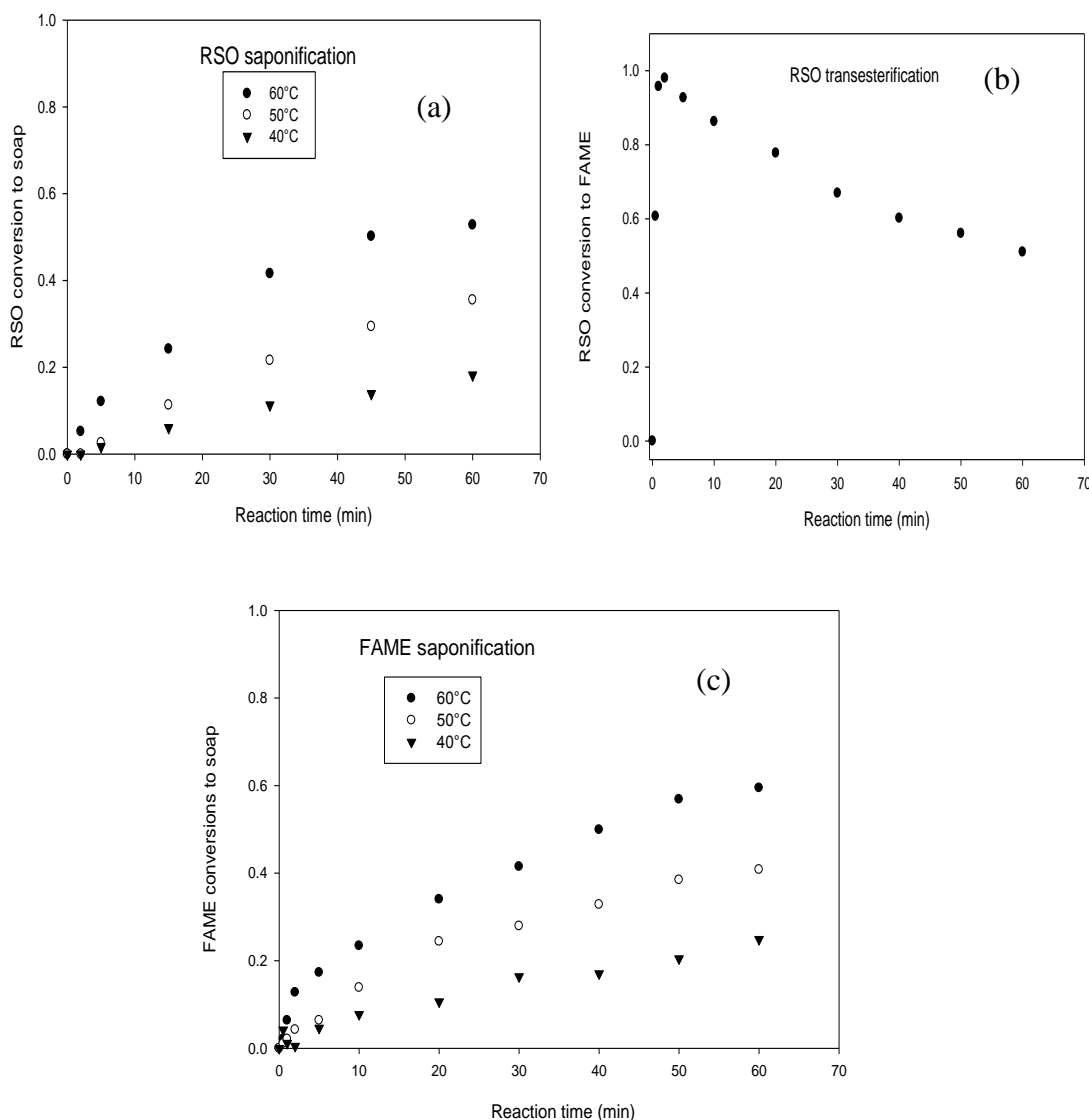 RSO saponification
60°C
50°C
40°C
(a)
RSO conversion to soap
1.0
0.8
0.6
0.4
0.2
0.0
0 10 20 30 40 50 60 70
Reaction time (min)
RSO transesterification
(b)
RSO conversion to FAME
1.0
0.8
0.6
0.4
0.2
0.0
0 10 20 30 40 50 60 70
Reaction time (min)
FAME saponification
60°C
50°C
40°C
(c)
FAME conversions to soap
1.0
0.8
0.6
0.4
0.2
0.0
0 10 20 30 40 50 60 70
Reaction time (min)